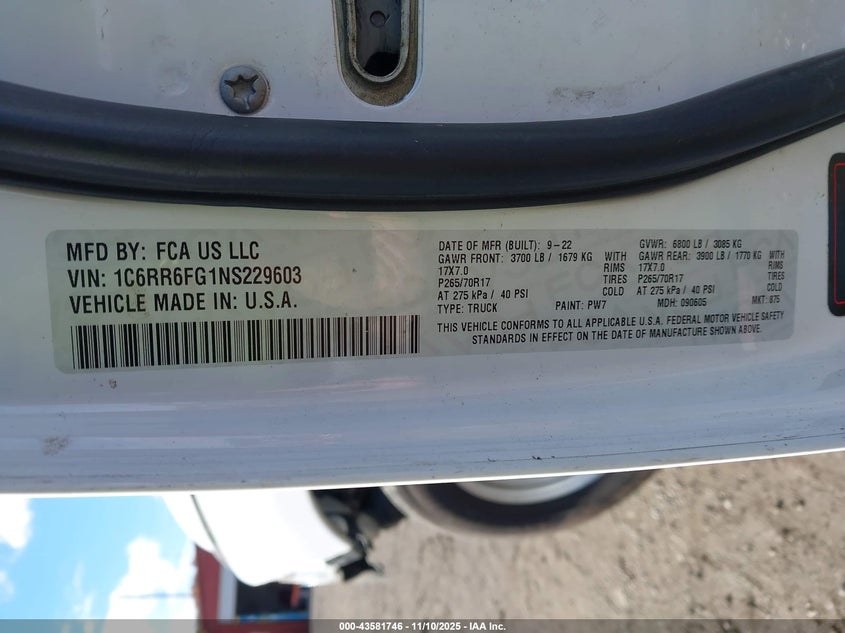 MFD BY: FCA US LLC
VIN: 1C6RR6FG1NS229603
VEHICLE MADE IN: U.S.A.
DATE OF MFR (BUILT): 9-22 GVWR: 6800 LB / 3085 KG
GAWR FRONT: 3700 LB / 1679 KG WITH GAWR REAR: 3900 LB / 1770 KG WITH
17X7.0 RIMS 17X7.0 RIMS
P265/70R17 TIRES P265/70R17 TIRES
AT 275 kPa / 40 PSI COLD AT 275 kPa / 40 PSI COLD
TYPE: TRUCK PAINT: PW7 MDH: 090605 MKT: 875
THIS VEHICLE CONFORMS TO ALL APPLICABLE U.S.A. FEDERAL MOTOR VEHICLE SAFETY
STANDARDS IN EFFECT ON THE DATE OF MANUFACTURE SHOWN ABOVE.
000-43581746 - 11/10/2025 - IAA Inc.